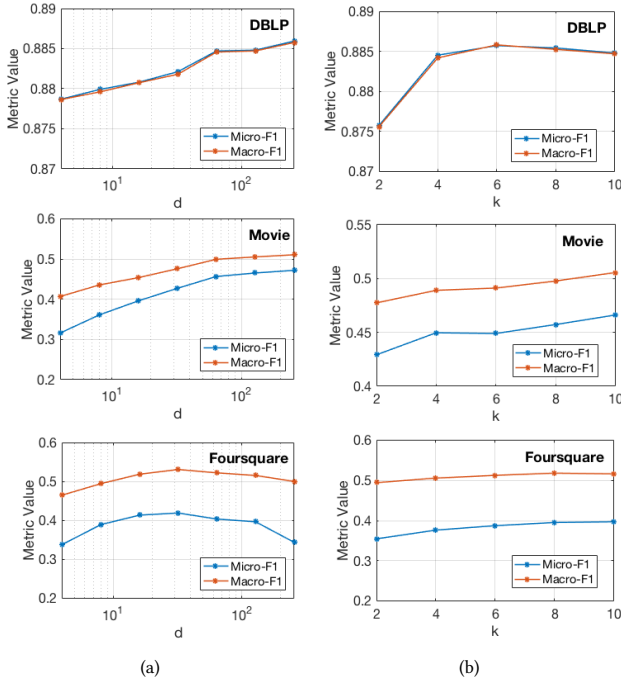 DBLP
0.885
0.88
0.875
0.87
Metric Value
Micro-F1
Macro-F1
10^1
10^2
d
DBLP
0.885
0.88
0.875
0.87
Metric Value
Micro-F1
Macro-F1
2 4 6 8 10
k
Movie
0.6
0.5
0.4
0.3
0.2
Metric Value
Micro-F1
Macro-F1
10^1
10^2
d
Movie
0.55
0.5
0.45
0.4
Metric Value
Micro-F1
Macro-F1
2 4 6 8 10
k
Foursquare
0.6
0.5
0.4
0.3
0.2
Metric Value
Micro-F1
Macro-F1
10^1
10^2
d
Foursquare
0.6
0.5
0.4
0.3
0.2
Metric Value
Micro-F1
Macro-F1
2 4 6 8 10
k
(a)
(b)